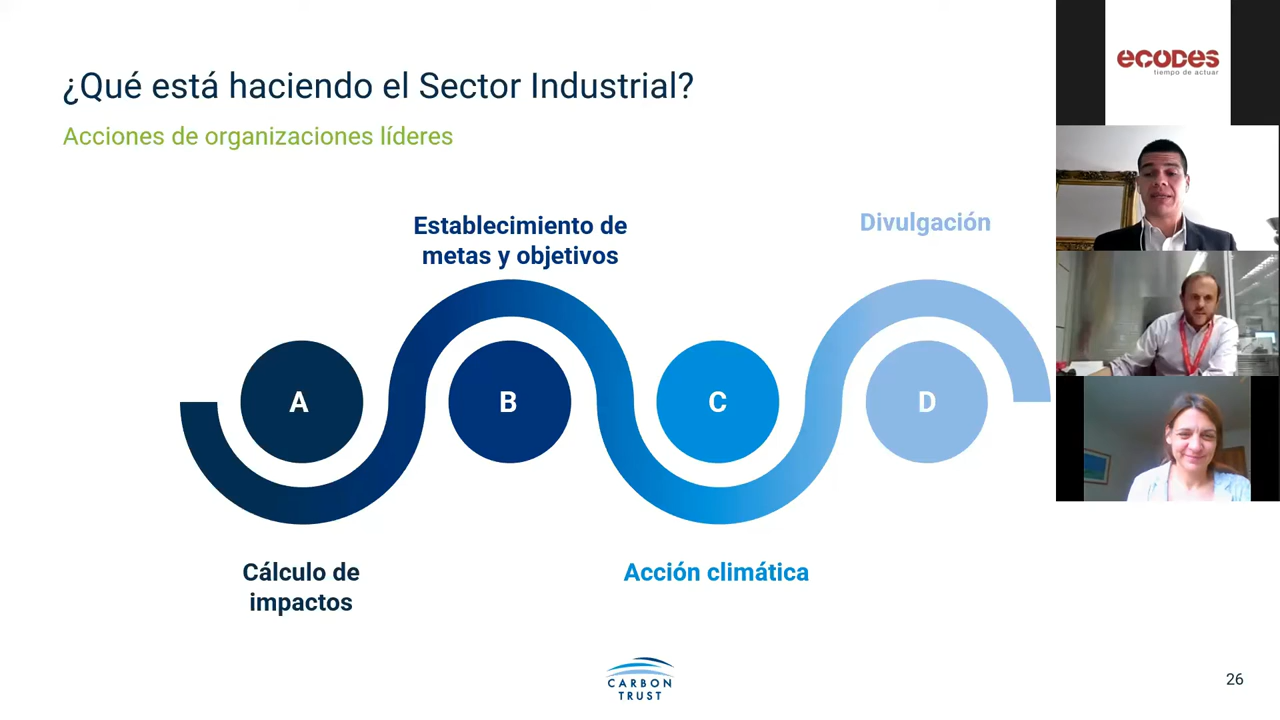 ¿Qué está haciendo el Sector Industrial?
Acciones de organizaciones líderes
Establecimiento de
metas y objetivos
Divulgación
A
B
C
D
Cálculo de
impactos
Acción climática
CARBON
TRUST
26
ecodes
tiempo de actuar